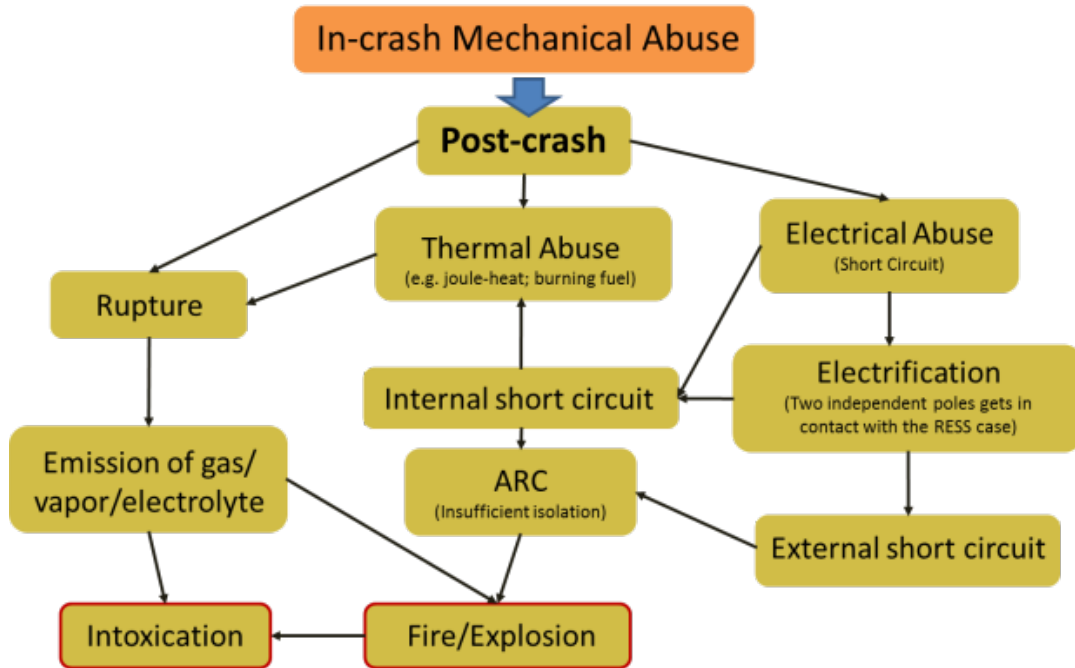 In-crash Mechanical Abuse
Post-crash
Thermal Abuse
(e.g. joule-heat; burning fuel)
Electrical Abuse
(Short Circuit)
Rupture
Internal short circuit
Electrification
(Two independent poles gets in
contact with the RESS case)
Emission of gas/
vapor/electrolyte
ARC
(Insufficient isolation)
External short circuit
Intoxication
Fire/Explosion